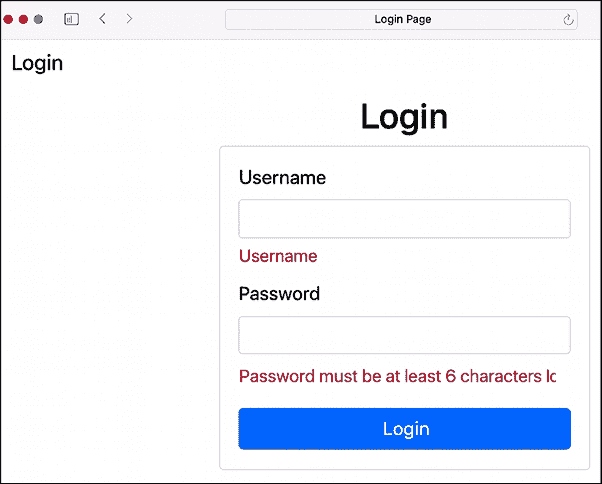 Login Page
Login
Login
Username
Username
Password
Password must be at least 6 characters lo
Login